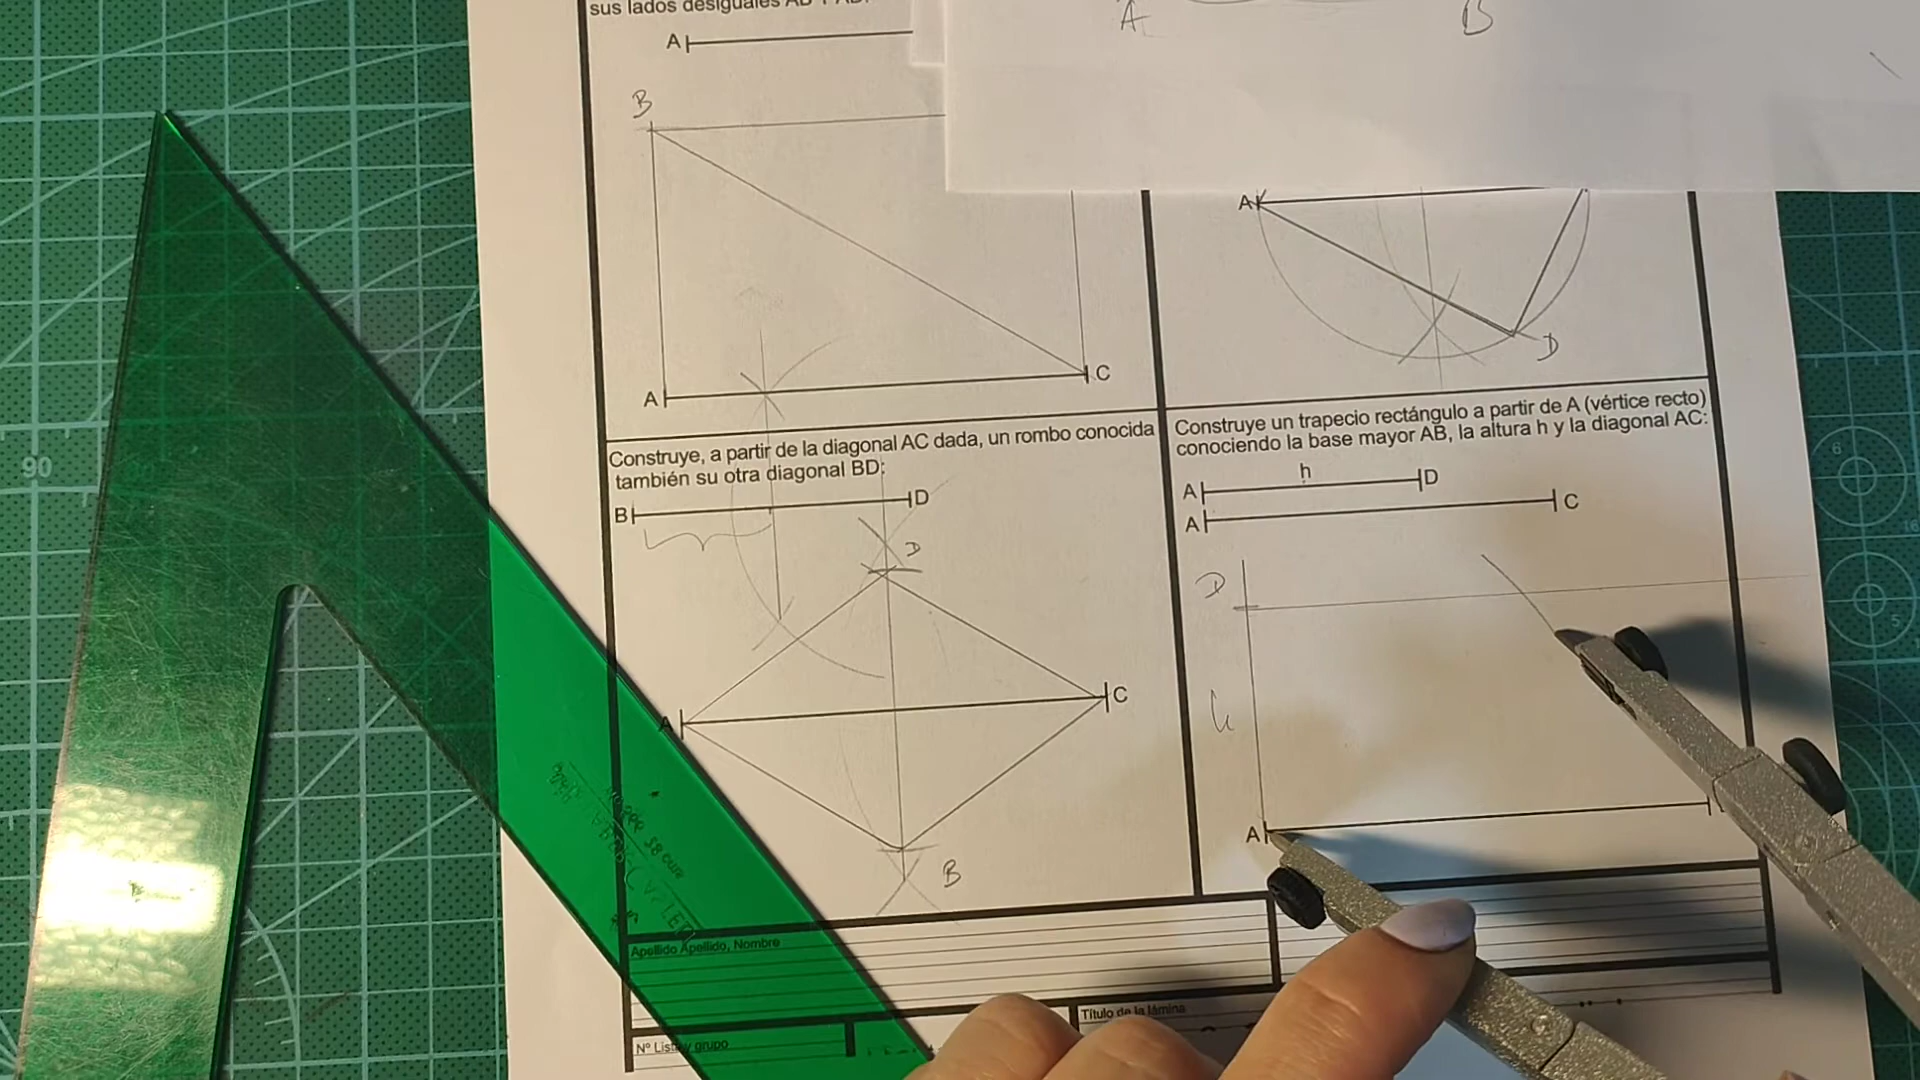 sus lados desiguales AB Y AD:
A
A B
B
A C
A
D
Construye, a partir de la diagonal AC dada, un rombo conocida
también su otra diagonal BD:
B D
D
A C
B
Construye un trapecio rectángulo a partir de A (vértice recto)
conociendo la base mayor AB, la altura h y la diagonal AC:
h
A D
A C
D
h
A
Apellido Apellido, Nombre
Título de la lámina
Nº Lista y grupo
90
6
5